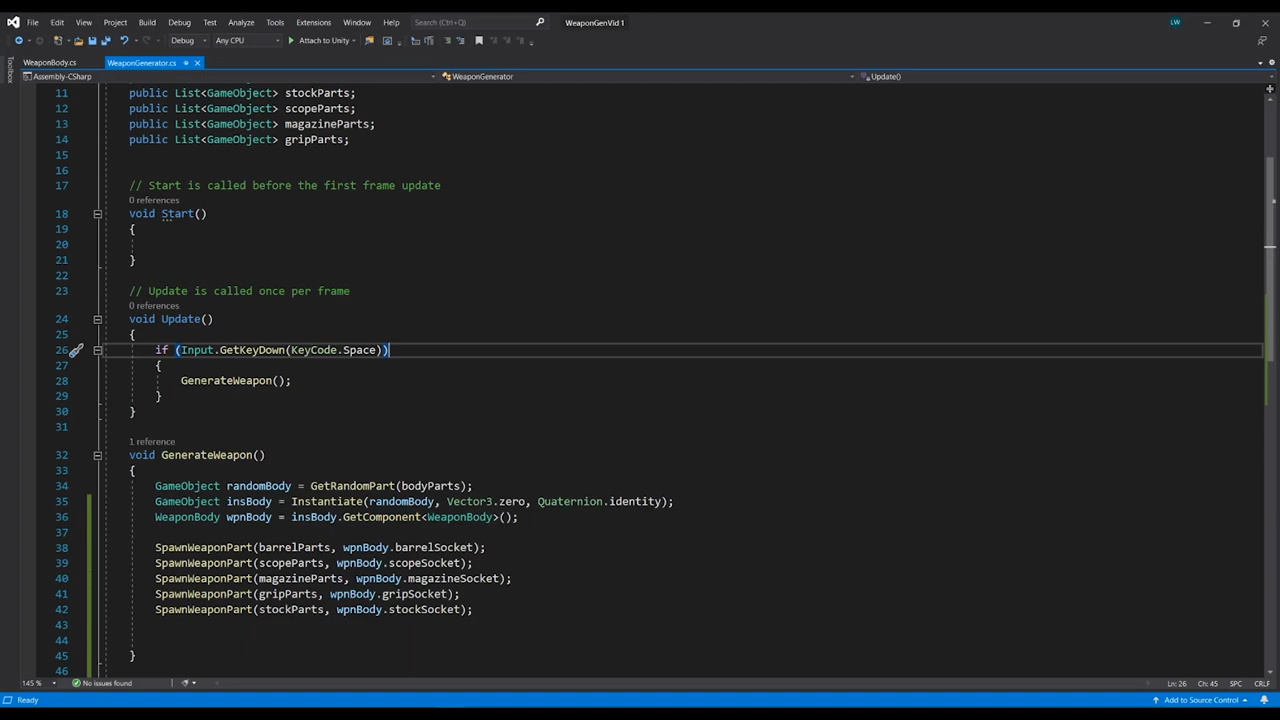 File Edit View Project Build Debug Test Analyze Tools Extensions Window Help Search (Ctrl+Q) WeaponGenVid 1 LW
Debug Any CPU Attach to Unity
WeaponBody.cs WeaponGenerator.cs
Toolbox
Assembly-CSharp WeaponGenerator Update()
11 public List<GameObject> stockParts;
12 public List<GameObject> scopeParts;
13 public List<GameObject> magazineParts;
14 public List<GameObject> gripParts;
15
16
17 // Start is called before the first frame update
0 references
18 void Start()
19 {
20
21 }
22
23 // Update is called once per frame
0 references
24 void Update()
25 {
26 if (Input.GetKeyDown(KeyCode.Space))
27 {
28 GenerateWeapon();
29 }
30 }
31
1 reference
32 void GenerateWeapon()
33 {
34 GameObject randomBody = GetRandomPart(bodyParts);
35 GameObject insBody = Instantiate(randomBody, Vector3.zero, Quaternion.identity);
36 WeaponBody wpnBody = insBody.GetComponent<WeaponBody>();
37
38 SpawnWeaponPart(barrelParts, wpnBody.barrelSocket);
39 SpawnWeaponPart(scopeParts, wpnBody.scopeSocket);
40 SpawnWeaponPart(magazineParts, wpnBody.magazineSocket);
41 SpawnWeaponPart(gripParts, wpnBody.gripSocket);
42 SpawnWeaponPart(stockParts, wpnBody.stockSocket);
43
44
45 }
46
145 % No issues found Ln: 26 Ch: 45 SPC CRLF
Ready Add to Source Control